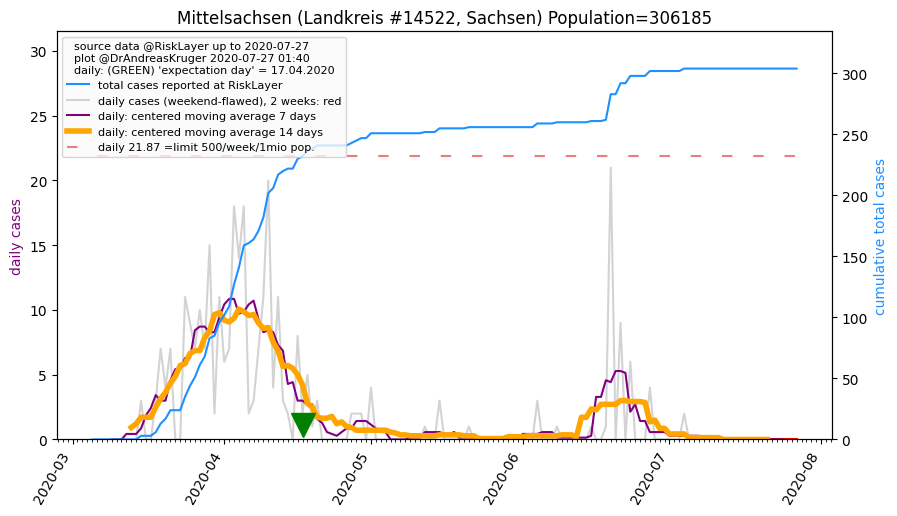 Mittelsachsen (Landkreis #14522, Sachsen) Population=306185
source data @RiskLayer up to 2020-07-27
plot @DrAndreasKruger 2020-07-27 01:40
daily: (GREEN) 'expectation day' = 17.04.2020
total cases reported at RiskLayer
daily cases (weekend-flawed), 2 weeks: red
daily: centered moving average 7 days
daily: centered moving average 14 days
daily 21.87 =limit 500/week/1mio pop.
daily cases
30
25
20
15
10
5
0
cumulative total cases
300
250
200
150
100
50
0
2020-03
2020-04
2020-05
2020-06
2020-07
2020-08